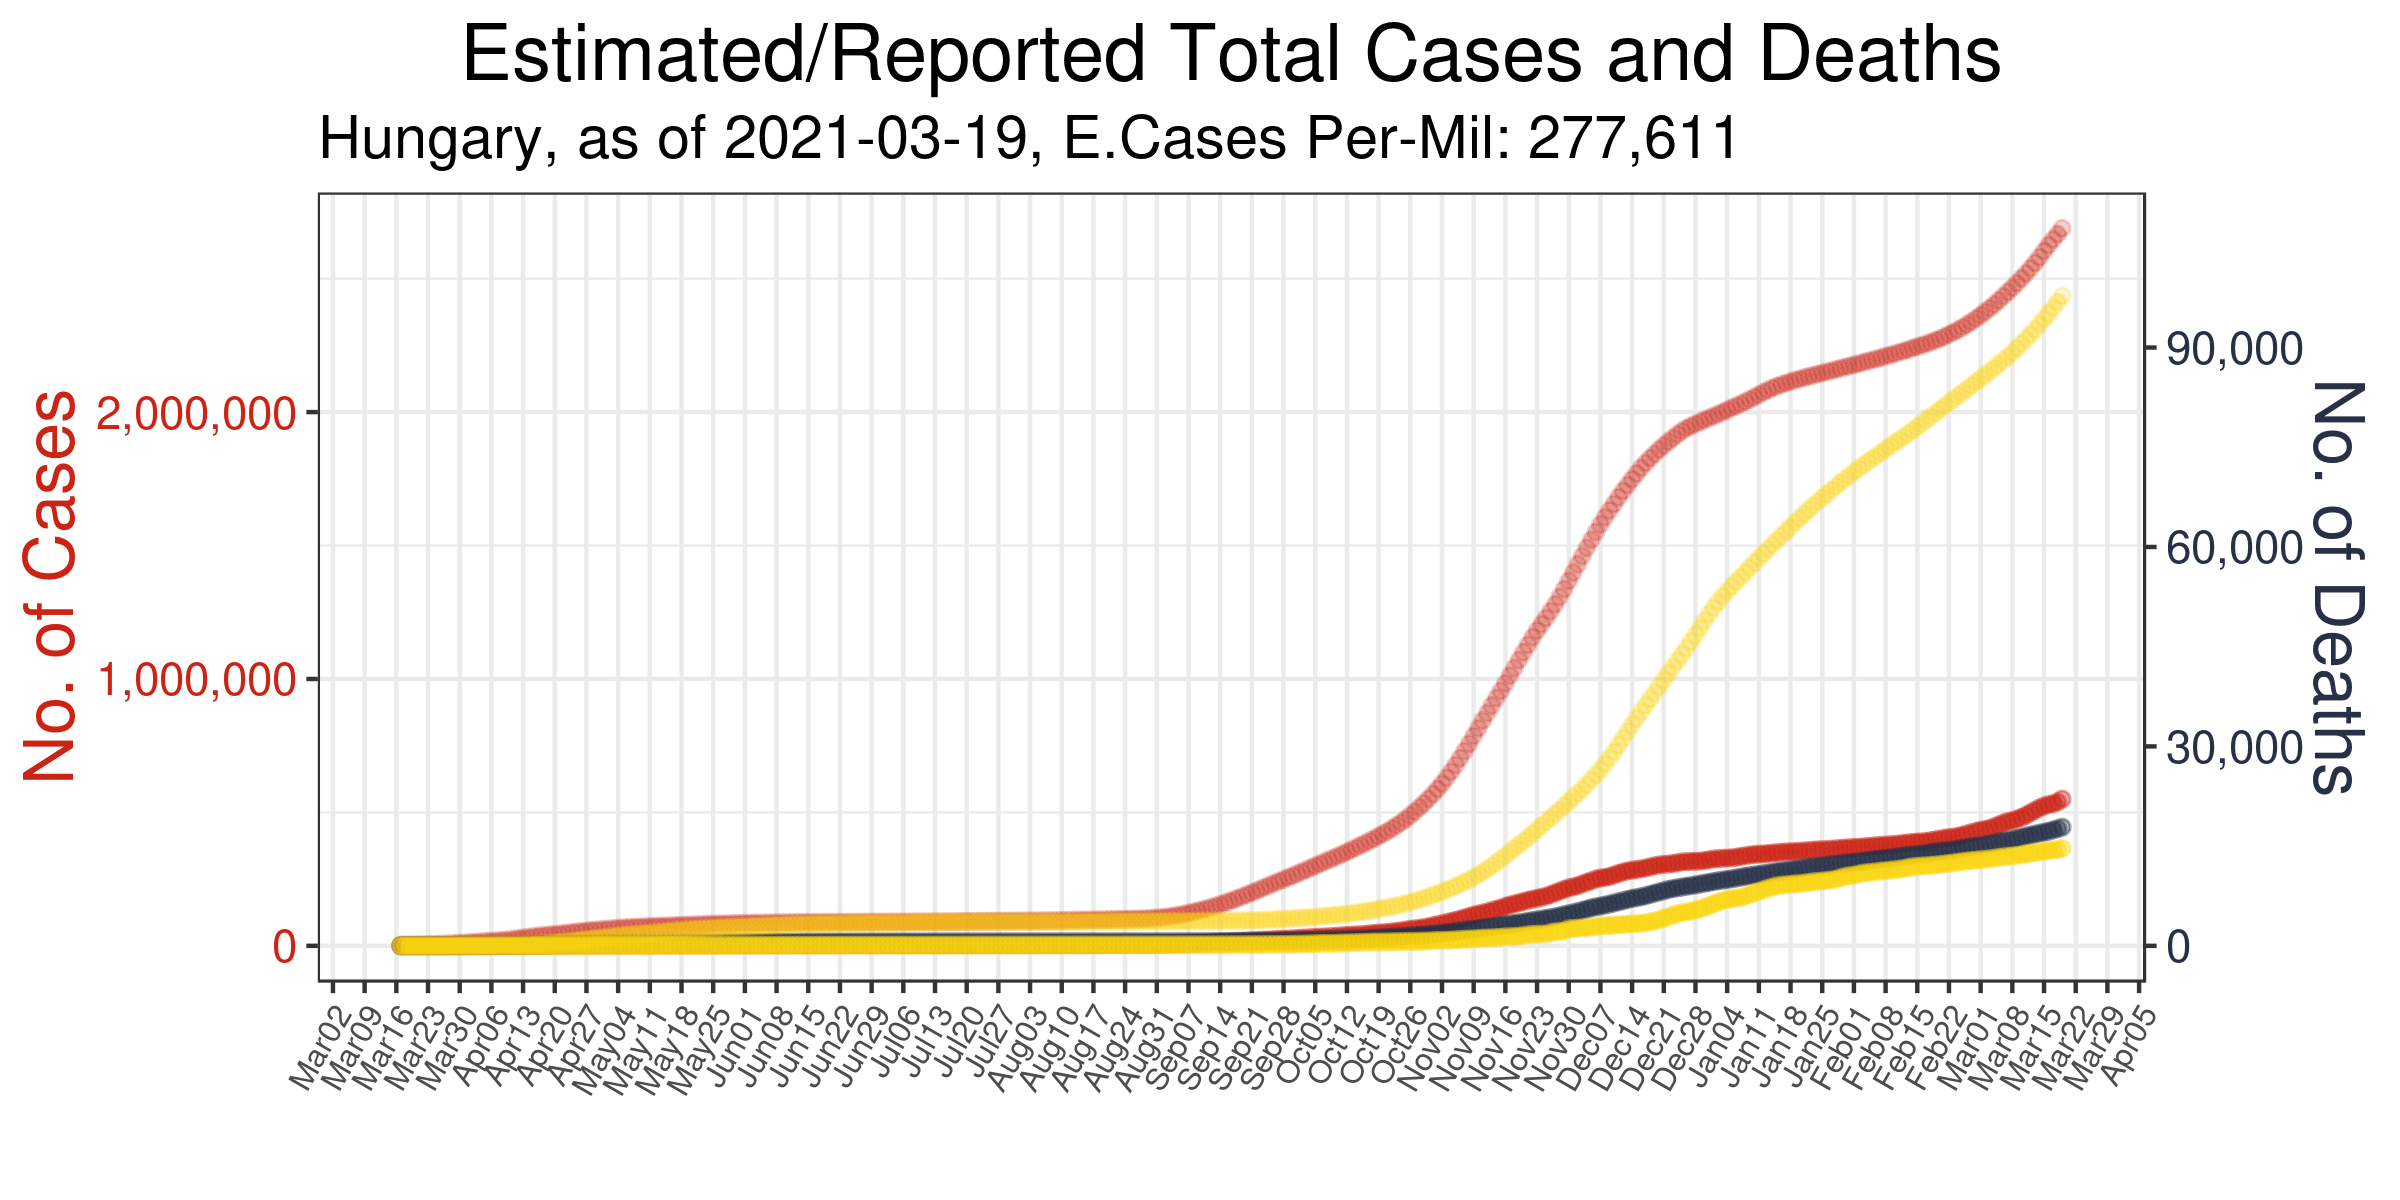 Estimated/Reported Total Cases and Deaths
Hungary, as of 2021-03-19, E.Cases Per-Mil: 277,611
No. of Cases
2,000,000
1,000,000
0
90,000
60,000
30,000
0
No. of Deaths
Mar02
Mar09
Mar16
Mar23
Mar30
Apr06
Apr13
Apr20
Apr27
May04
May11
May18
May25
Jun01
Jun08
Jun15
Jun22
Jun29
Jul06
Jul13
Jul20
Jul27
Aug03
Aug10
Aug17
Aug24
Aug31
Sep07
Sep14
Sep21
Sep28
Oct05
Oct12
Oct19
Oct26
Nov02
Nov09
Nov16
Nov23
Nov30
Dec07
Dec14
Dec21
Dec28
Jan04
Jan11
Jan18
Jan25
Feb01
Feb08
Feb15
Feb22
Mar01
Mar08
Mar15
Mar22
Mar29
Apr05